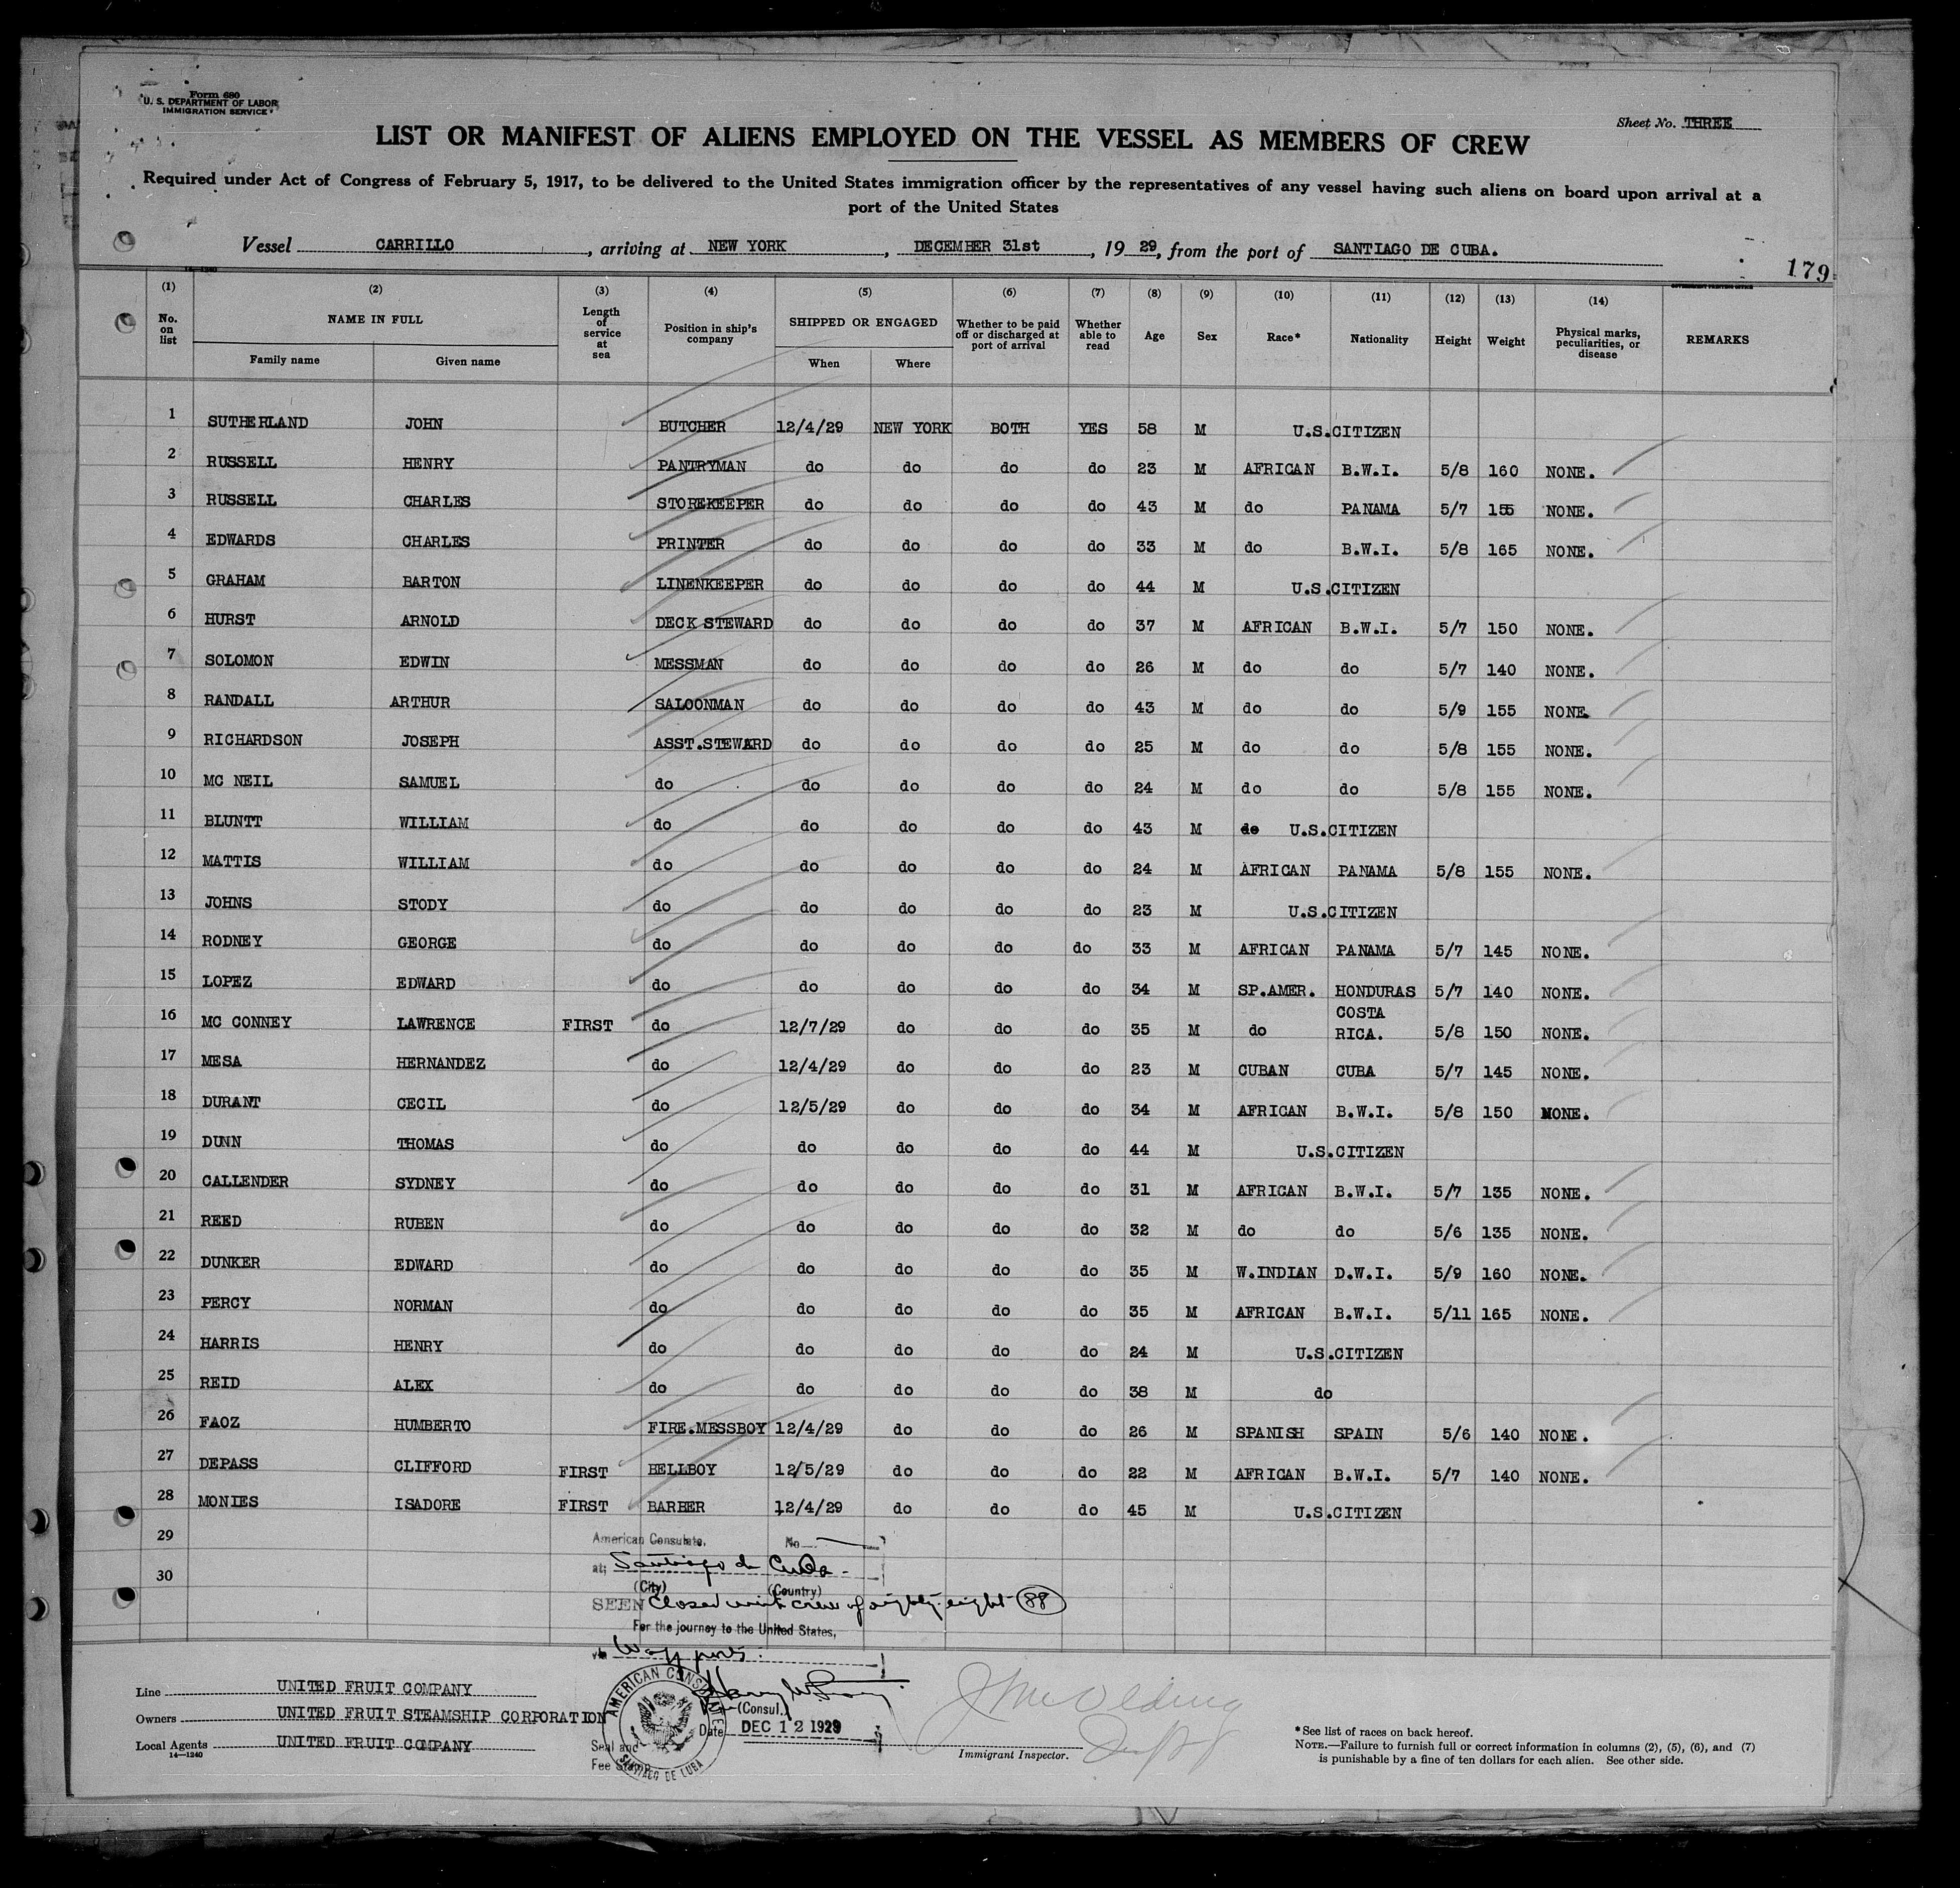 Form 680
U. S. DEPARTMENT OF LABOR
IMMIGRATION SERVICE
Sheet No. THREE
LIST OR MANIFEST OF ALIENS EMPLOYED ON THE VESSEL AS MEMBERS OF CREW
Required under Act of Congress of February 5, 1917, to be delivered to the United States immigration officer by the representatives of any vessel having such aliens on board upon arrival at a
port of the United States
Vessel CARRILLO, arriving at NEW YORK, DECEMBER 31st, 19 29, from the port of SANTIAGO DE CUBA.
179
14-1240
GOVERNMENT PRINTING OFFICE
(1) (2) (3) (4) (5) (6) (7) (8) (9) (10) (11) (12) (13) (14)
No. on list NAME IN FULL Length of service at sea Position in ship's company SHIPPED OR ENGAGED Whether to be paid off or discharged at port of arrival Whether able to read Age Sex Race* Nationality Height Weight Physical marks, peculiarities, or disease REMARKS
Family name Given name When Where
1 SUTHERLAND JOHN BUTCHER 12/4/29 NEW YORK BOTH YES 58 M U.S.CITIZEN
2 RUSSELL HENRY PANTRYMAN do do do do 23 M AFRICAN B.W.I. 5/8 160 NONE.
3 RUSSELL CHARLES STOREKEEPER do do do do 43 M do PANAMA 5/7 155 NONE.
4 EDWARDS CHARLES PRINTER do do do do 33 M do B.W.I. 5/8 165 NONE.
5 GRAHAM BARTON LINENKEEPER do do do do 44 M U.S.CITIZEN
6 HURST ARNOLD DECK STEWARD do do do do 37 M AFRICAN B.W.I. 5/7 150 NONE.
7 SOLOMON EDWIN MESSMAN do do do do 26 M do do 5/7 140 NONE.
8 RANDALL ARTHUR SALOONMAN do do do do 43 M do do 5/9 155 NONE.
9 RICHARDSON JOSEPH ASST.STEWARD do do do do 25 M do do 5/8 155 NONE.
10 MC NEIL SAMUEL do do do do do 24 M do do 5/8 155 NONE.
11 BLUNTT WILLIAM do do do do do 43 M do U.S.CITIZEN
12 MATTIS WILLIAM do do do do do 24 M AFRICAN PANAMA 5/8 155 NONE.
13 JOHNS STODY do do do do do 23 M U.S.CITIZEN
14 RODNEY GEORGE do do do do do 33 M AFRICAN PANAMA 5/7 145 NONE.
15 LOPEZ EDWARD do do do do do 34 M SP.AMER. HONDURAS 5/7 140 NONE.
16 MC CONNEY LAWRENCE FIRST do 12/7/29 do do do 35 M do COSTA RICA. 5/8 150 NONE.
17 MESA HERNANDEZ do 12/4/29 do do do 23 M CUBAN CUBA 5/7 145 NONE.
18 DURANT CECIL do 12/5/29 do do do 34 M AFRICAN B.W.I. 5/8 150 NONE.
19 DUNN THOMAS do do do do do 44 M U.S.CITIZEN
20 CALLENDER SYDNEY do do do do do 31 M AFRICAN B.W.I. 5/7 135 NONE.
21 REED RUBEN do do do do do 32 M do do 5/6 135 NONE.
22 DUNKER EDWARD do do do do do 35 M W.INDIAN D.W.I. 5/9 160 NONE.
23 PERCY NORMAN do do do do do 35 M AFRICAN B.W.I. 5/11 165 NONE.
24 HARRIS HENRY do do do do do 24 M U.S.CITIZEN
25 REID ALEX do do do do do 38 M do
26 FAOZ HUMBERTO FIRE.MESSBOY 12/4/29 do do do 26 M SPANISH SPAIN 5/6 140 NONE.
27 DEPASS CLIFFORD FIRST BELLBOY 12/5/29 do do do 22 M AFRICAN B.W.I. 5/7 140 NONE.
28 MONIES ISADORE FIRST BARBER 12/4/29 do do do 45 M U.S.CITIZEN
29
30
American Consulate, No
at; Santiago de Cuba
(City) (Country)
SEEN Closed with crew of eighty-eight (88)
For the journey to the United States,
via Way ports.
(Consul.)
Date DEC 12 1929
Seal and
Fee Stamp
AMERICAN CONSULATE
SANTIAGO DE CUBA
Line UNITED FRUIT COMPANY
Owners UNITED FRUIT STEAMSHIP CORPORATION
Local Agents UNITED FRUIT COMPANY
14-1240
Immigrant Inspector.
*See list of races on back hereof.
NOTE.—Failure to furnish full or correct information in columns (2), (5), (6), and (7)
is punishable by a fine of ten dollars for each alien. See other side.